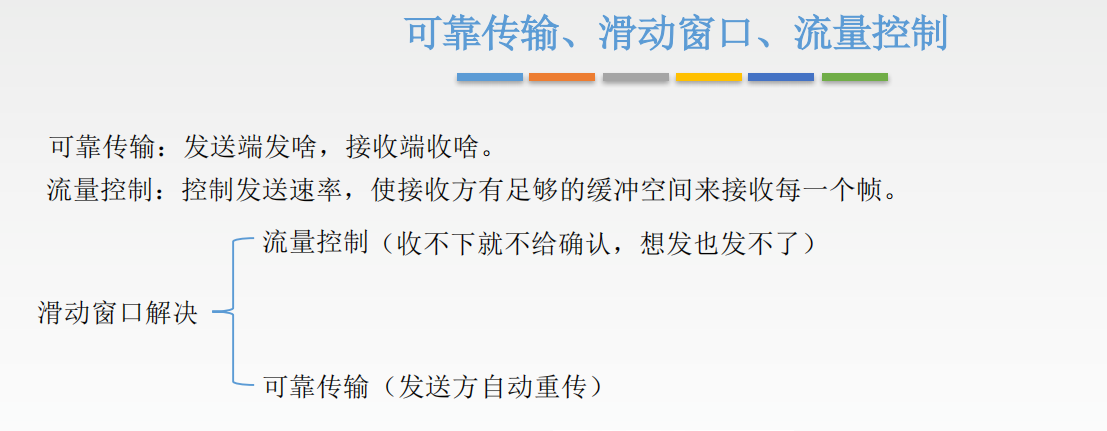 可靠传输、滑动窗口、流量控制
可靠传输：发送端发啥，接收端收啥。
流量控制：控制发送速率，使接收方有足够的缓冲空间来接收每一个帧。
流量控制（收不下就不给确认，想发也发不了）
滑动窗口解决
可靠传输（发送方自动重传）